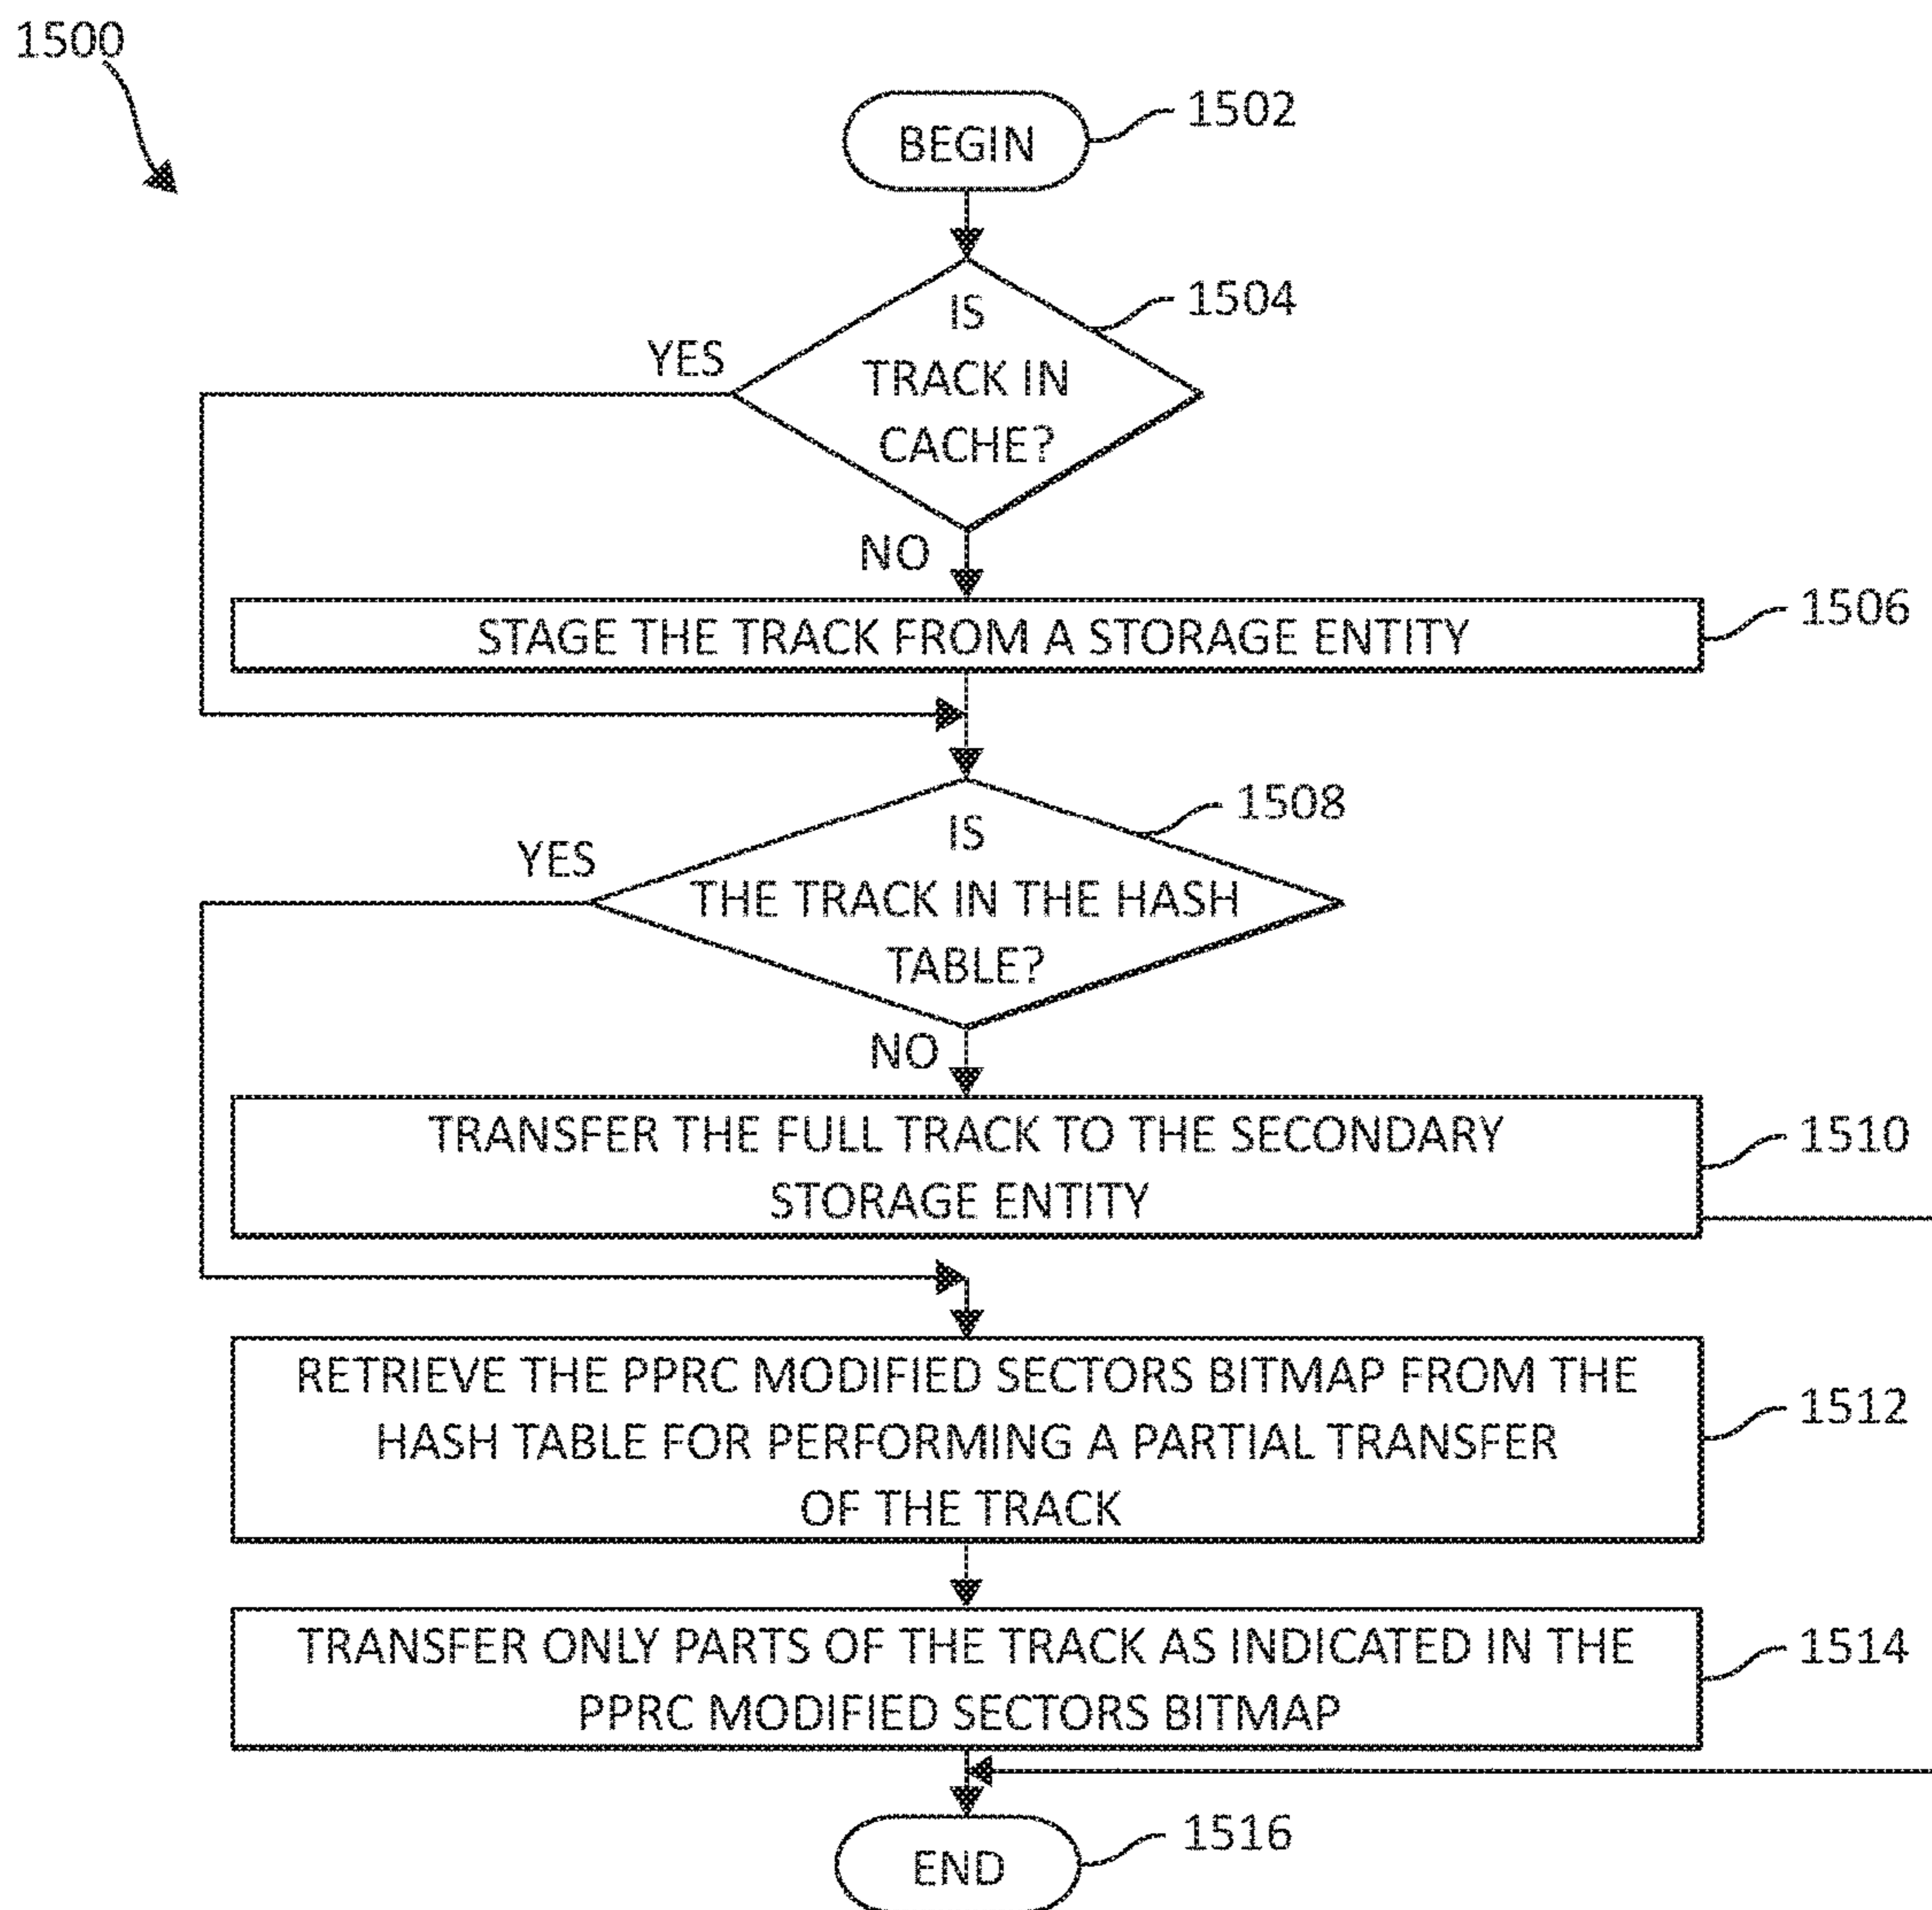 1500
BEGIN
1502
IS
TRACK IN
CACHE?
1504
YES
NO
STAGE THE TRACK FROM A STORAGE ENTITY
1506
IS
THE TRACK IN THE HASH
TABLE?
1508
YES
NO
TRANSFER THE FULL TRACK TO THE SECONDARY
STORAGE ENTITY
1510
RETRIEVE THE PPRC MODIFIED SECTORS BITMAP FROM THE
HASH TABLE FOR PERFORMING A PARTIAL TRANSFER
OF THE TRACK
1512
TRANSFER ONLY PARTS OF THE TRACK AS INDICATED IN THE
PPRC MODIFIED SECTORS BITMAP
1514
END
1516